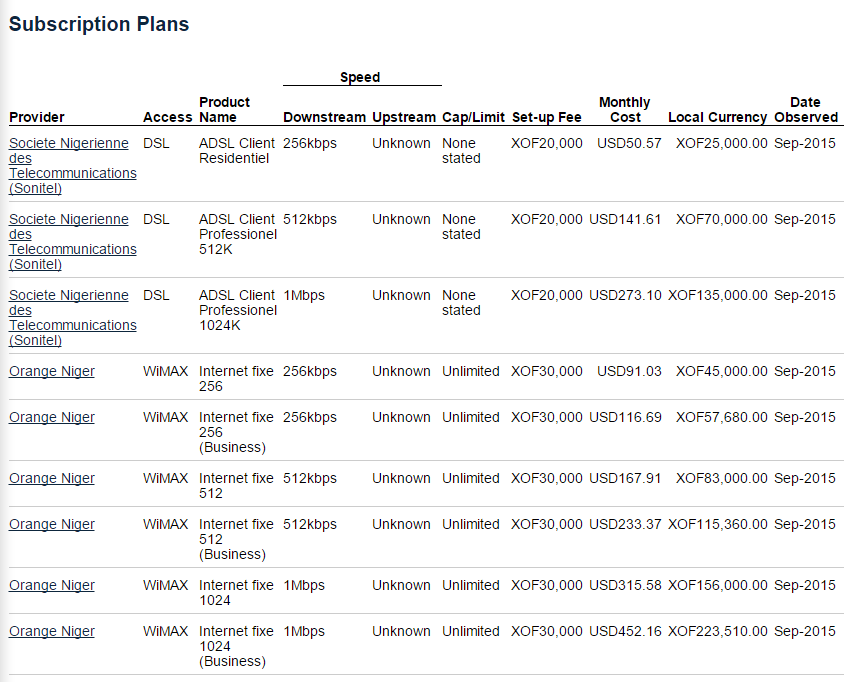 Subscription Plans
Speed
Provider Access Product Name Downstream Upstream Cap/Limit Set-up Fee Monthly Cost Local Currency Date Observed
Societe Nigerienne des Telecommunications (Sonitel) DSL ADSL Client Residentiel 256kbps Unknown None stated XOF20,000 USD50.57 XOF25,000.00 Sep-2015
Societe Nigerienne des Telecommunications (Sonitel) DSL ADSL Client Professionel 512K 512kbps Unknown None stated XOF20,000 USD141.61 XOF70,000.00 Sep-2015
Societe Nigerienne des Telecommunications (Sonitel) DSL ADSL Client Professionel 1024K 1Mbps Unknown None stated XOF20,000 USD273.10 XOF135,000.00 Sep-2015
Orange Niger WiMAX Internet fixe 256 256kbps Unknown Unlimited XOF30,000 USD91.03 XOF45,000.00 Sep-2015
Orange Niger WiMAX Internet fixe 256 (Business) 256kbps Unknown Unlimited XOF30,000 USD116.69 XOF57,680.00 Sep-2015
Orange Niger WiMAX Internet fixe 512 512kbps Unknown Unlimited XOF30,000 USD167.91 XOF83,000.00 Sep-2015
Orange Niger WiMAX Internet fixe 512 (Business) 512kbps Unknown Unlimited XOF30,000 USD233.37 XOF115,360.00 Sep-2015
Orange Niger WiMAX Internet fixe 1024 1Mbps Unknown Unlimited XOF30,000 USD315.58 XOF156,000.00 Sep-2015
Orange Niger WiMAX Internet fixe 1024 (Business) 1Mbps Unknown Unlimited XOF30,000 USD452.16 XOF223,510.00 Sep-2015